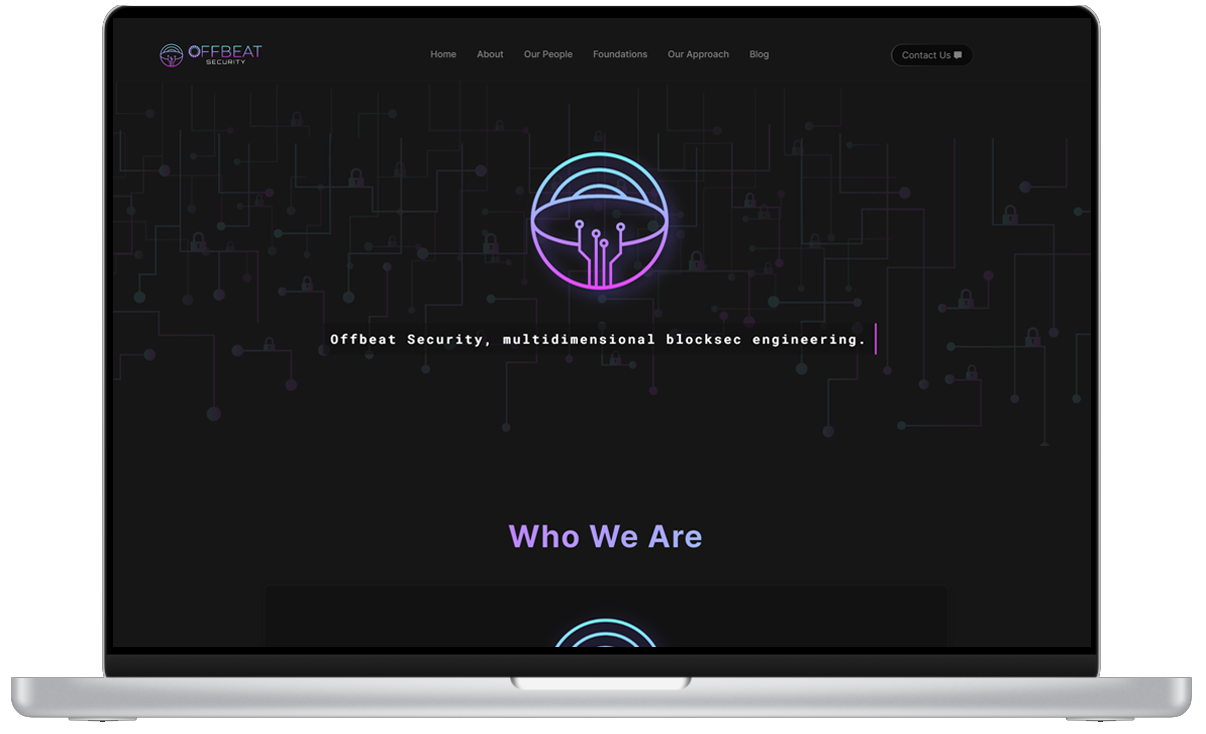 OFFBEAT
SECURITY
Home About Our People Foundations Our Approach Blog
Contact Us
Offbeat Security, multidimensional blocksec engineering.
Who We Are